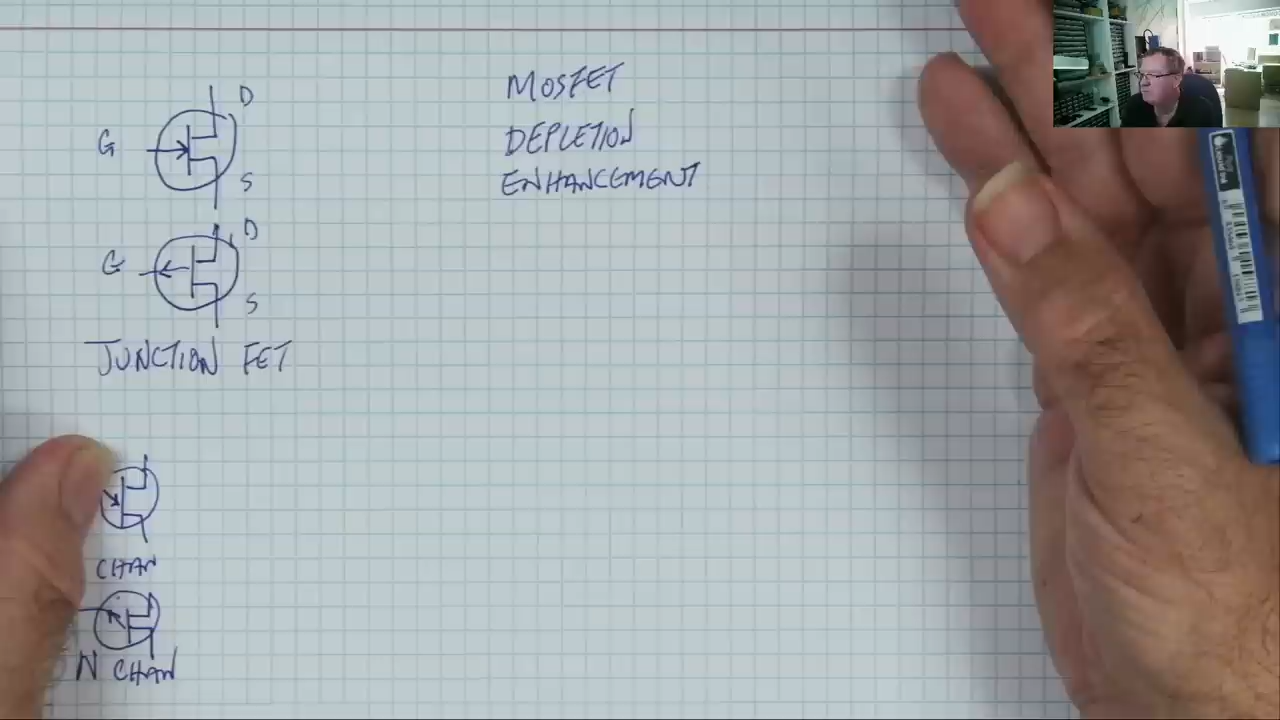 D
G
S
D
G
S
JUNCTION FET
CHAN
N CHAN
MOSFET
DEPLETION
ENHANCEMENT